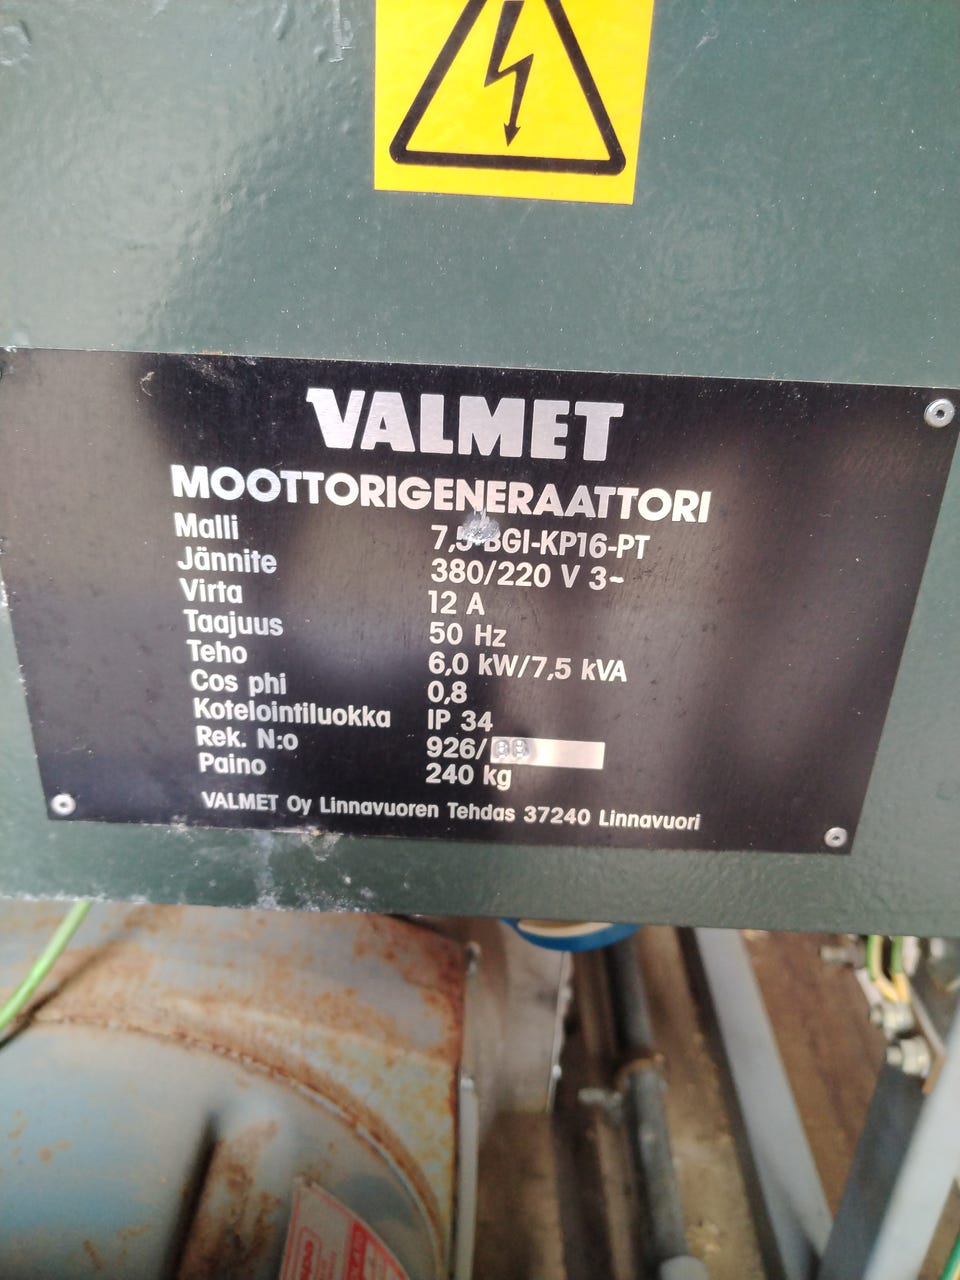 VALMET
MOOTTORIGENERAATTORI
Malli 7,5-BGI-KP16-PT
Jännite 380/220 V 3~
Virta 12 A
Taajuus 50 Hz
Teho 6,0 kW/7,5 kVA
Cos phi 0,8
Kotelointiluokka IP 34
Rek. N:o 926/
Paino 240 kg
VALMET Oy Linnavuoren Tehdas 37240 Linnavuori